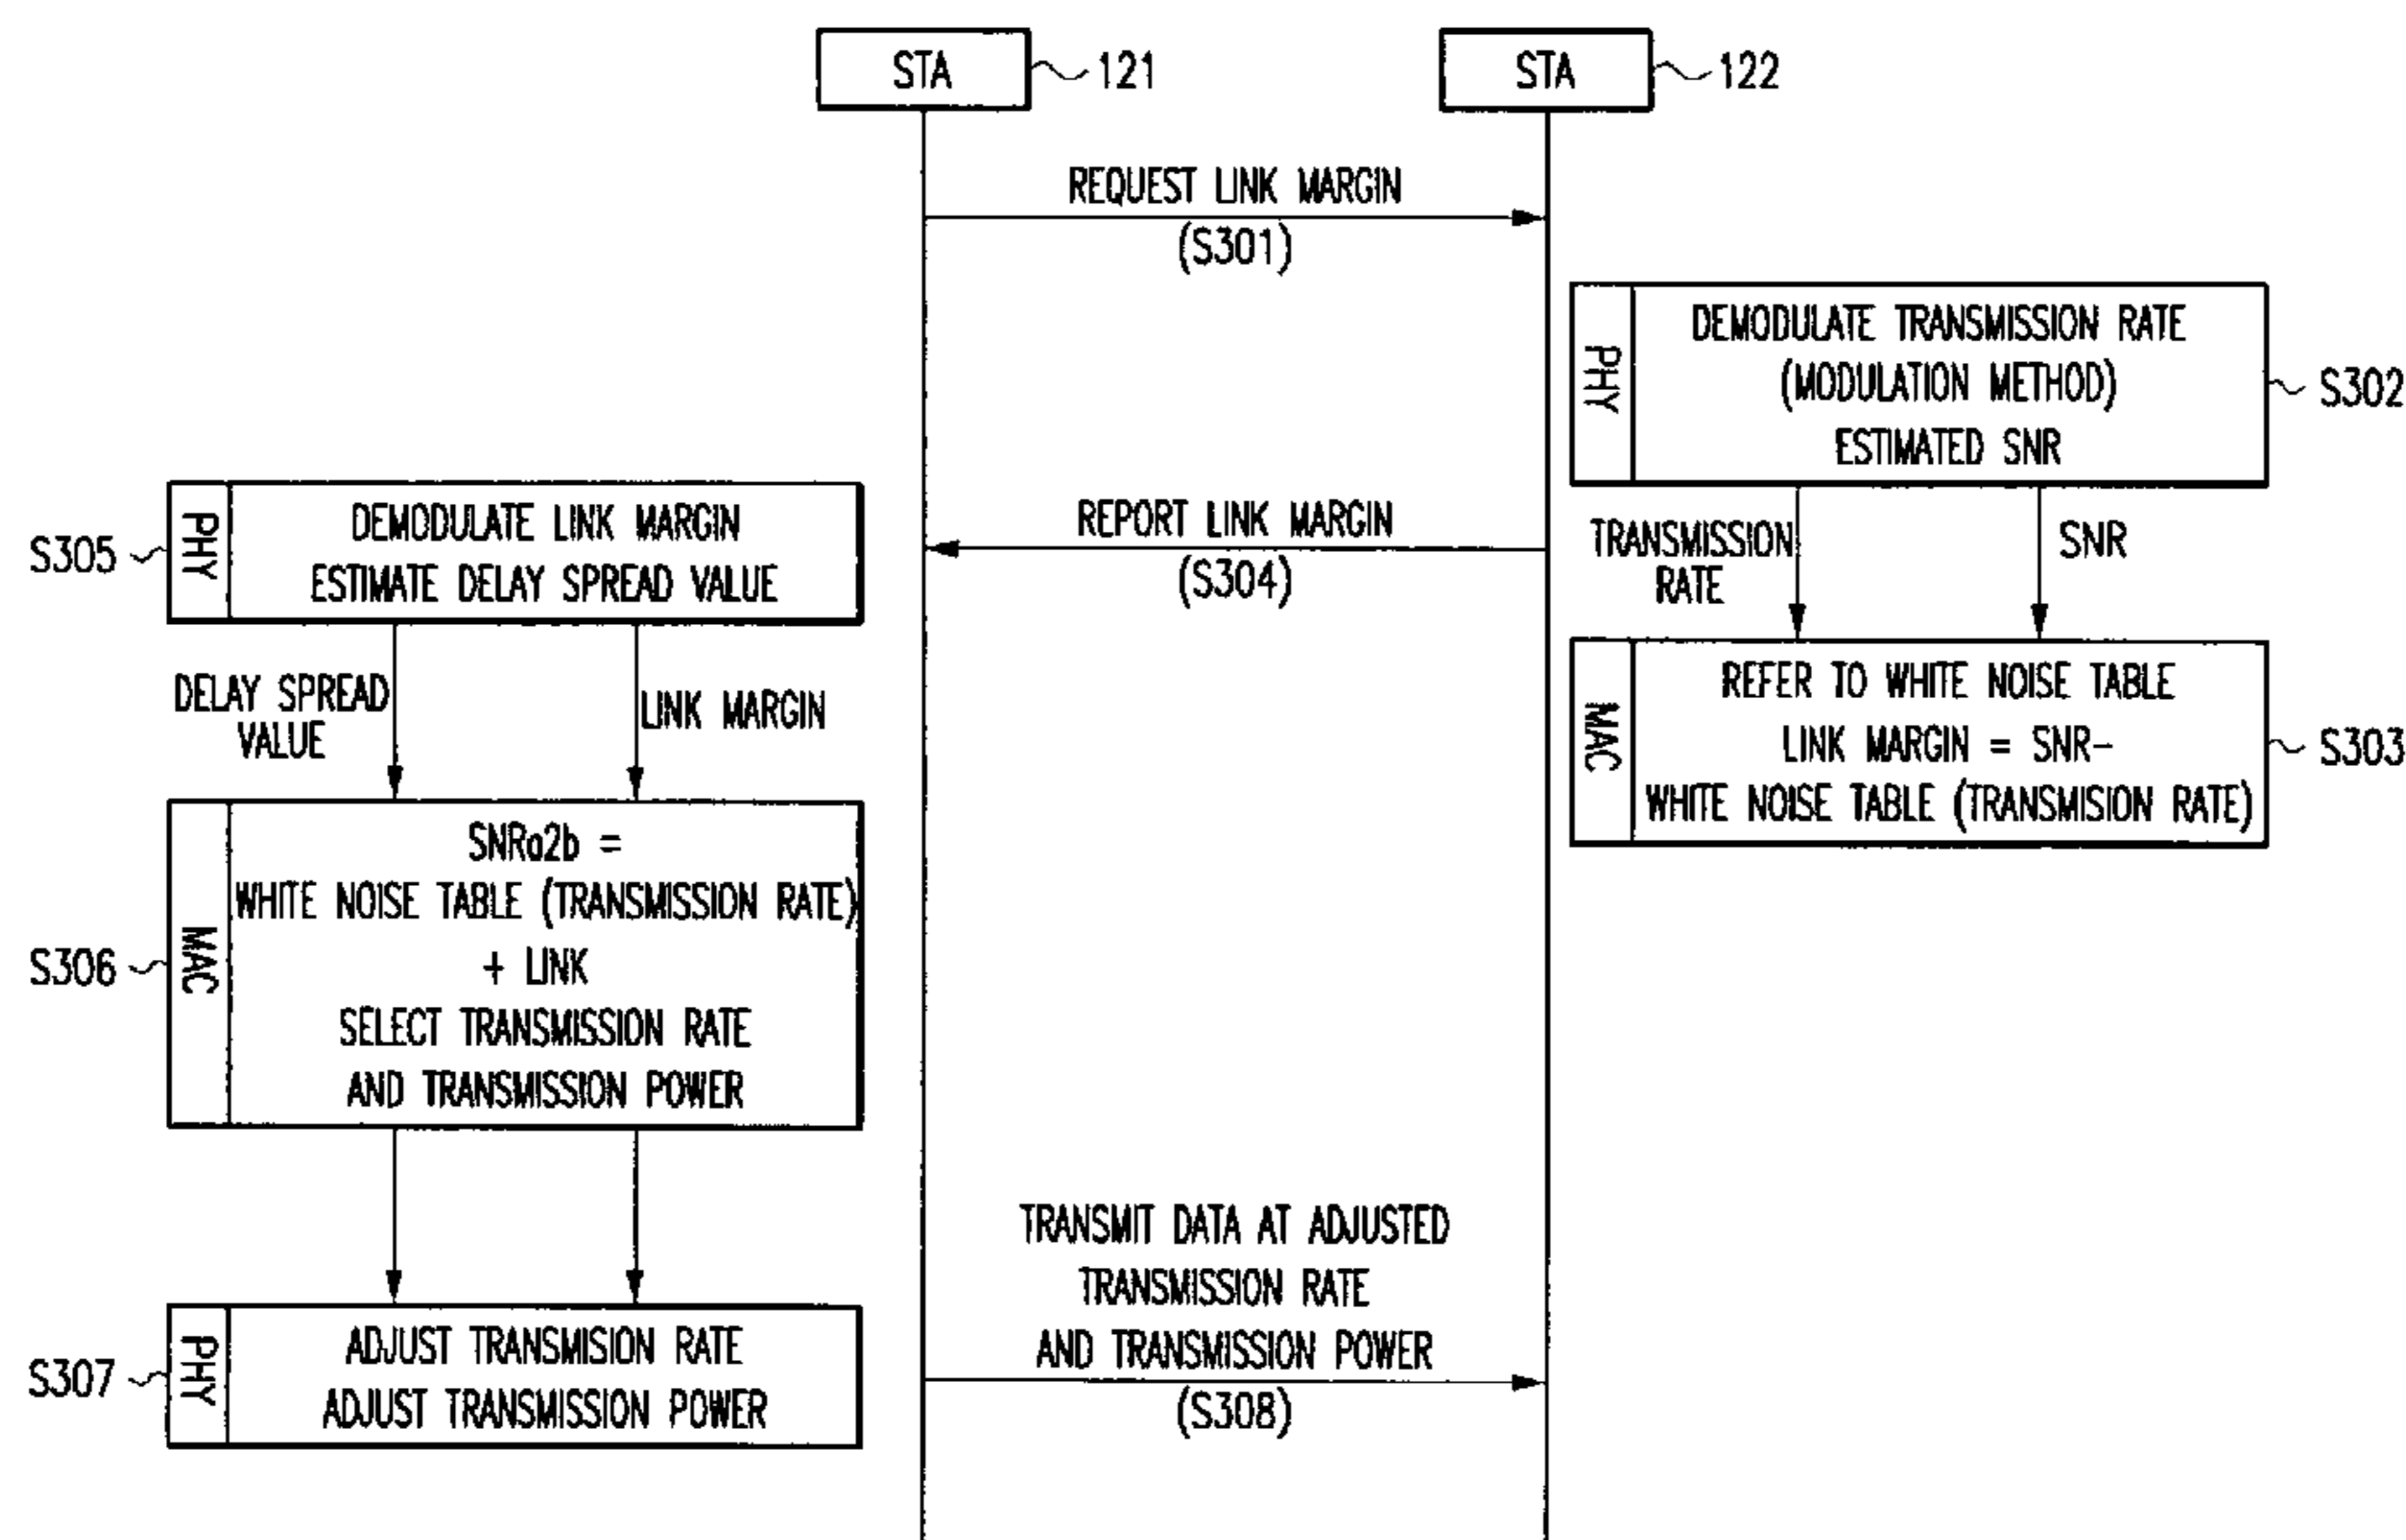 STA
121
STA
122
REQUEST LINK MARGIN
(S301)
PHY
DEMODULATE TRANSMISSION RATE
(MODULATION METHOD)
ESTIMATED SNR
S302
S305
PHY
DEMODULATE LINK MARGIN
ESTIMATE DELAY SPREAD VALUE
REPORT LINK MARGIN
(S304)
TRANSMISSION
RATE
SNR
DELAY SPREAD
VALUE
LINK MARGIN
MAC
REFER TO WHITE NOISE TABLE
LINK MARGIN = SNR-
WHITE NOISE TABLE (TRANSMISION RATE)
S303
S306
MAC
SNRa2b =
WHITE NOISE TABLE (TRANSMISSION RATE)
+ LINK
SELECT TRANSMISSION RATE
AND TRANSMISSION POWER
TRANSMIT DATA AT ADJUSTED
TRANSMISSION RATE
AND TRANSMISSION POWER
(S308)
S307
PHY
ADJUST TRANSMISION RATE
ADJUST TRANSMISSION POWER